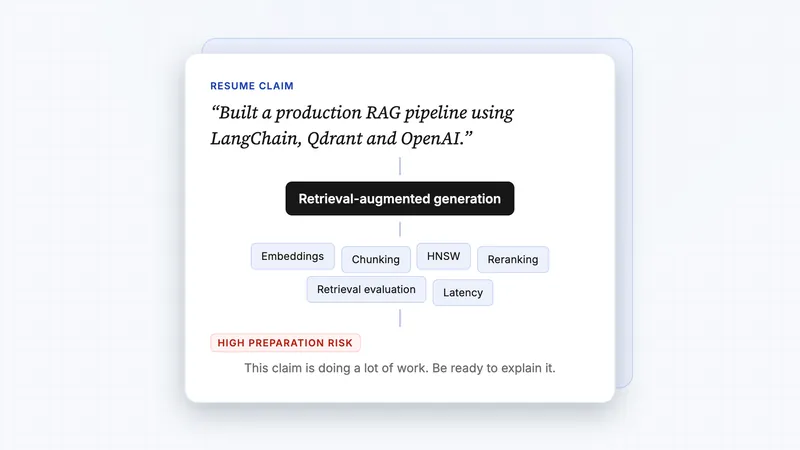 RESUME CLAIM
“Built a production RAG pipeline using
LangChain, Qdrant and OpenAI.”
Retrieval-augmented generation
Embeddings Chunking HNSW Reranking
Retrieval evaluation Latency
HIGH PREPARATION RISK
This claim is doing a lot of work. Be ready to explain it.